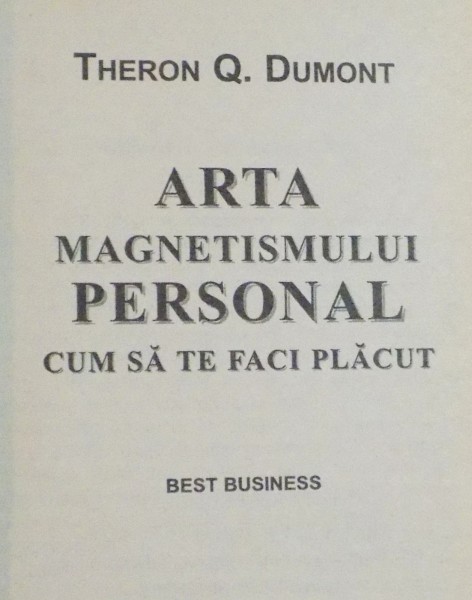 THERON Q. DUMONT
ARTA
MAGNETISMULUI
PERSONAL
CUM SĂ TE FACI PLĂCUT
BEST BUSINESS